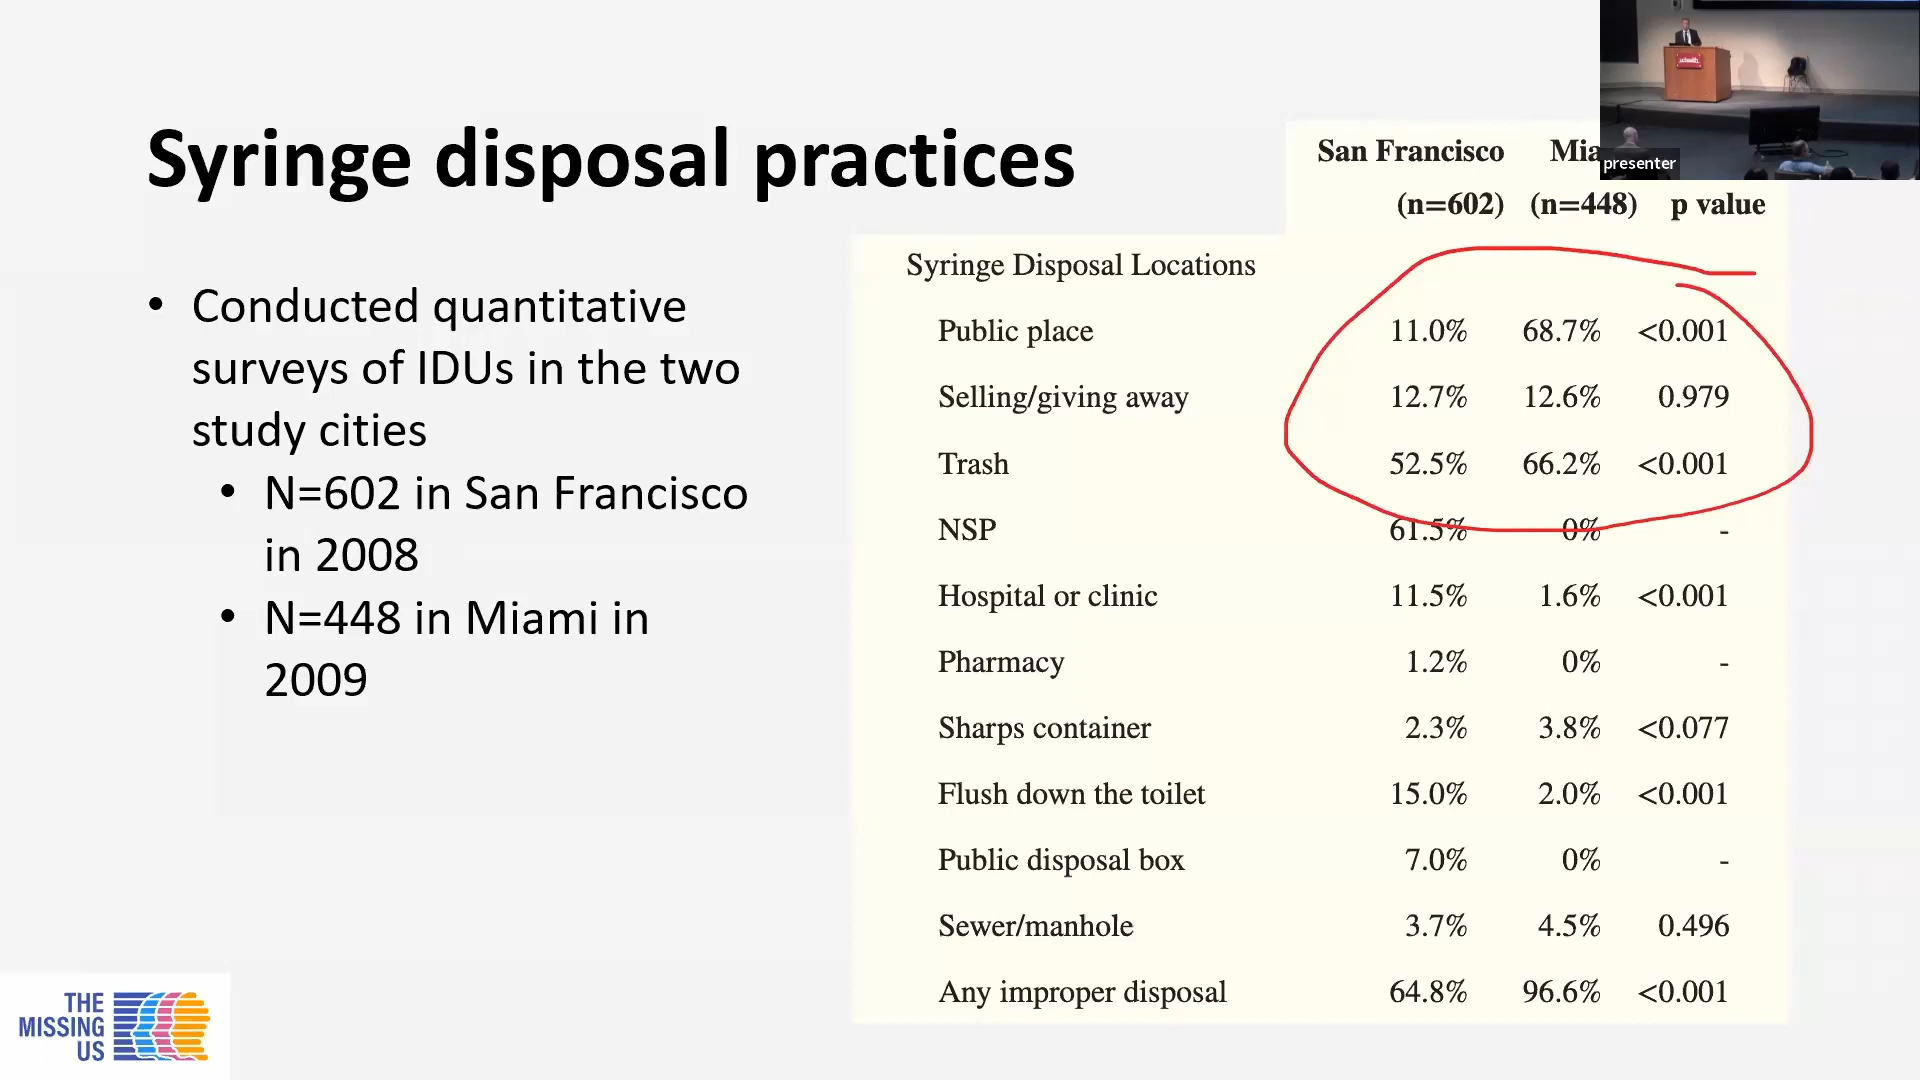 Syringe disposal practices
• Conducted quantitative
surveys of IDUs in the two
study cities
• N=602 in San Francisco
in 2008
• N=448 in Miami in
2009
San Francisco Mia
(n=602) (n=448) p value
Syringe Disposal Locations
Public place 11.0% 68.7% <0.001
Selling/giving away 12.7% 12.6% 0.979
Trash 52.5% 66.2% <0.001
NSP 61.5% 0% -
Hospital or clinic 11.5% 1.6% <0.001
Pharmacy 1.2% 0% -
Sharps container 2.3% 3.8% <0.077
Flush down the toilet 15.0% 2.0% <0.001
Public disposal box 7.0% 0% -
Sewer/manhole 3.7% 4.5% 0.496
Any improper disposal 64.8% 96.6% <0.001
presenter
THE
MISSING
US